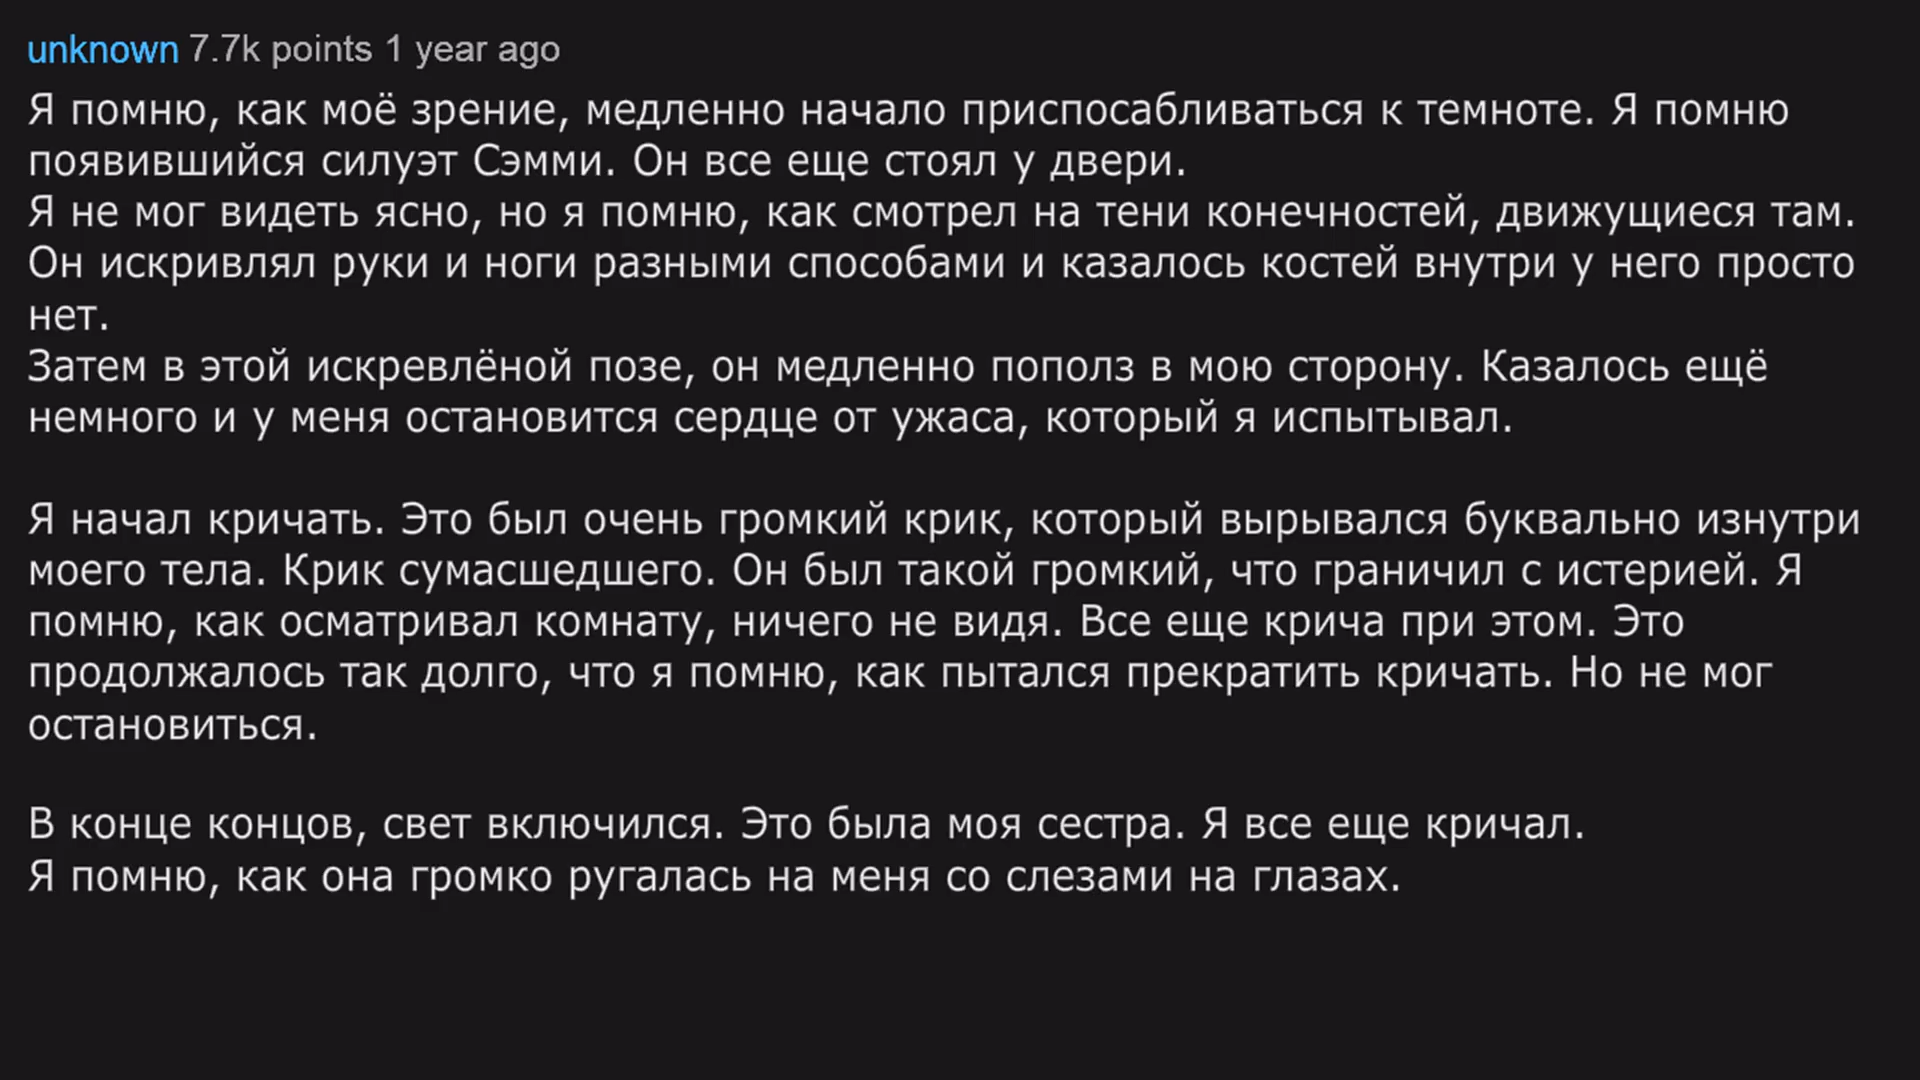 unknown 7.7k points 1 year ago
Я помню, как моё зрение, медленно начало приспосабливаться к темноте. Я помню
появившийся силуэт Сэмми. Он все еще стоял у двери.
Я не мог видеть ясно, но я помню, как смотрел на тени конечностей, движущиеся там.
Он искривлял руки и ноги разными способами и казалось костей внутри у него просто
нет.
Затем в этой искревлёной позе, он медленно пополз в мою сторону. Казалось ещё
немного и у меня остановится сердце от ужаса, который я испытывал.
Я начал кричать. Это был очень громкий крик, который вырывался буквально изнутри
моего тела. Крик сумасшедшего. Он был такой громкий, что граничил с истерией. Я
помню, как осматривал комнату, ничего не видя. Все еще крича при этом. Это
продолжалось так долго, что я помню, как пытался прекратить кричать. Но не мог
остановиться.
В конце концов, свет включился. Это была моя сестра. Я все еще кричал.
Я помню, как она громко ругалась на меня со слезами на глазах.